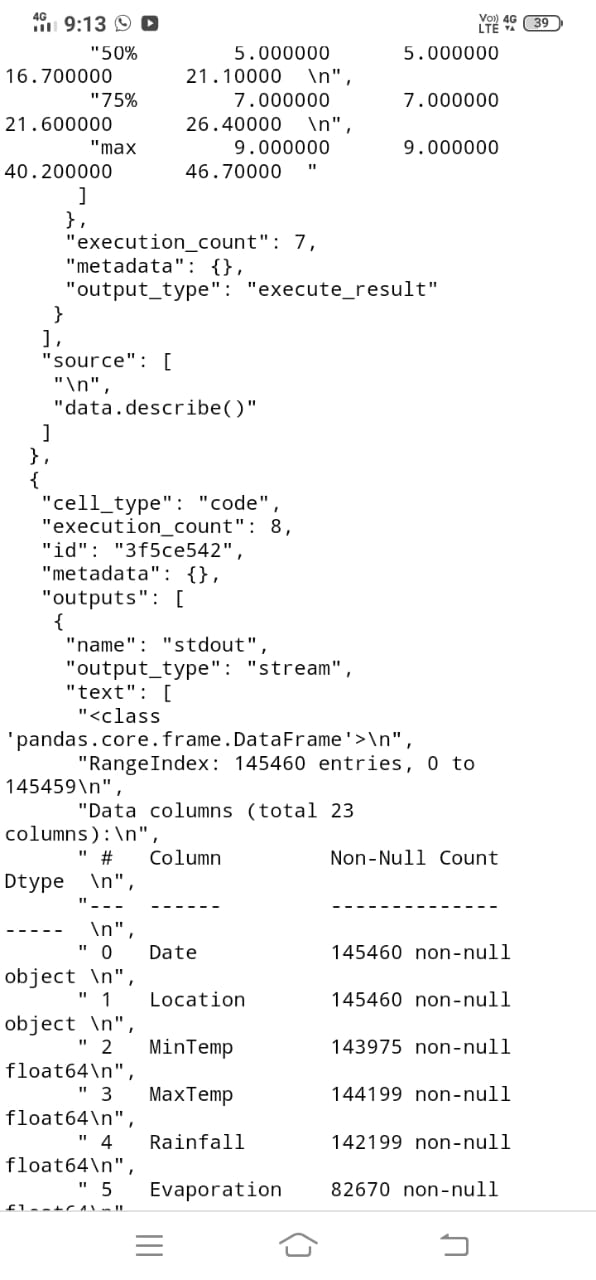 4G 9:13 Vo)) 4G LTE 39
"50% 5.000000 5.000000
16.700000 21.10000 \n",
"75% 7.000000 7.000000
21.600000 26.40000 \n",
"max 9.000000 9.000000
40.200000 46.70000 "
]
},
"execution_count": 7,
"metadata": {},
"output_type": "execute_result"
}
],
"source": [
"\n",
"data.describe()"
]
},
{
"cell_type": "code",
"execution_count": 8,
"id": "3f5ce542",
"metadata": {},
"outputs": [
{
"name": "stdout",
"output_type": "stream",
"text": [
"<class
'pandas.core.frame.DataFrame'>\n",
"RangeIndex: 145460 entries, 0 to
145459\n",
"Data columns (total 23
columns):\n",
" # Column Non-Null Count
Dtype \n",
"--- ------ --------------
----- \n",
" 0 Date 145460 non-null
object \n",
" 1 Location 145460 non-null
object \n",
" 2 MinTemp 143975 non-null
float64\n",
" 3 MaxTemp 144199 non-null
float64\n",
" 4 Rainfall 142199 non-null
float64\n",
" 5 Evaporation 82670 non-null